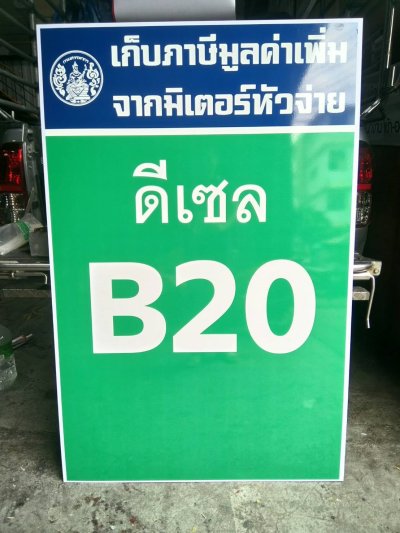 เก็บภาษีมูลค่าเพิ่ม
จากมิเตอร์หัวจ่าย
ดีเซล
B20